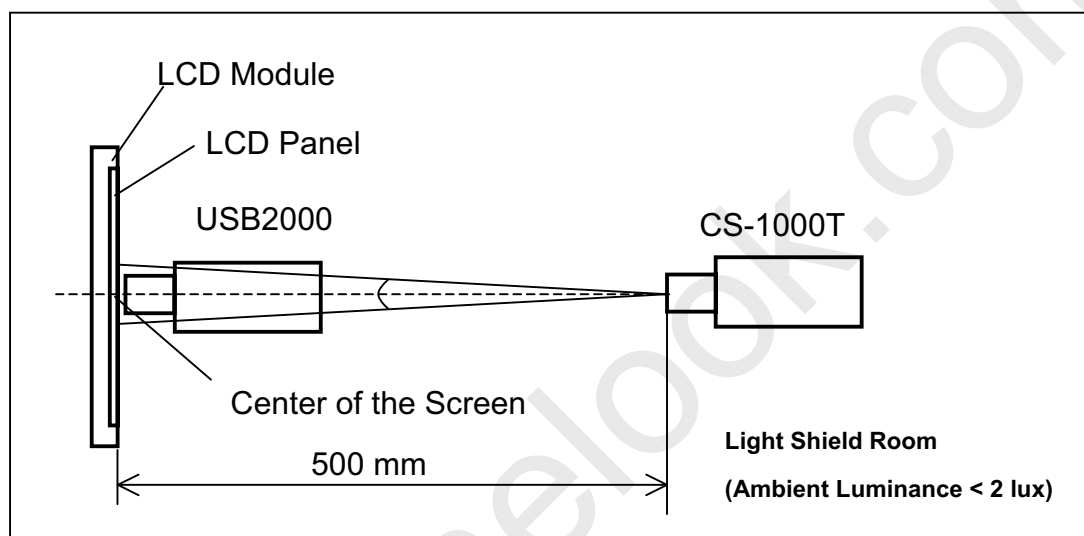 LCD Module
LCD Panel
USB2000
CS-1000T
Center of the Screen
500 mm
Light Shield Room
(Ambient Luminance < 2 lux)